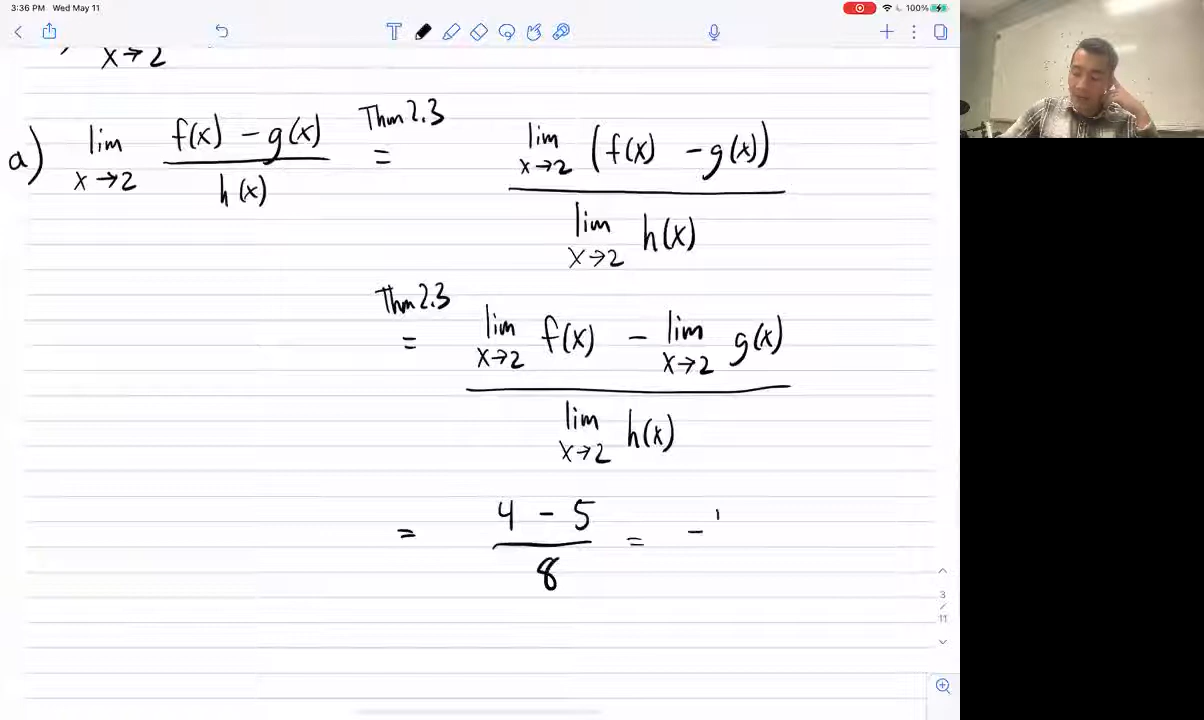 3:36 PM Wed May 11
100%
T
x→2
a) lim x→2 f(x) - g(x) / h(x) Thm 2.3 = lim x→2 (f(x) - g(x)) / lim x→2 h(x)
Thm 2.3 = lim x→2 f(x) - lim x→2 g(x) / lim x→2 h(x)
= 4 - 5 / 8 = - 1
3 / 11